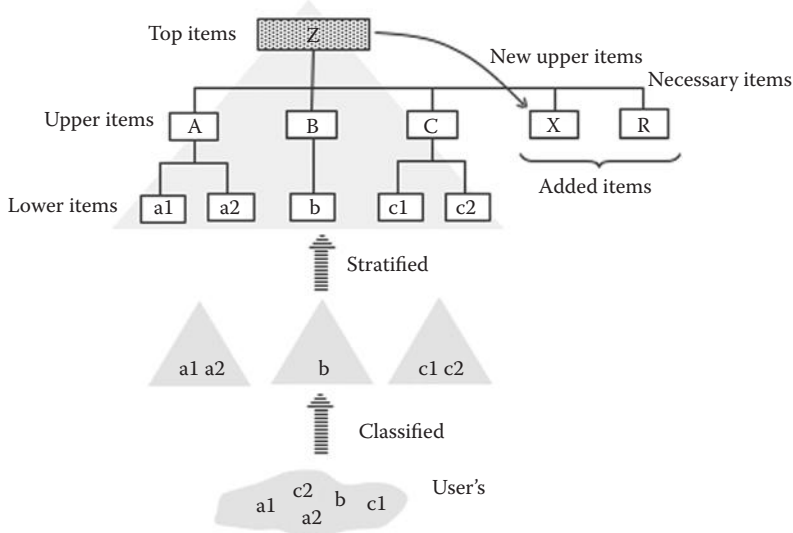 Top items
Z
New upper items
Necessary items
Upper items
A
B
C
X
R
Added items
Lower items
a1
a2
b
c1
c2
Stratified
a1 a2
b
c1 c2
Classified
User's
a1
c2
a2
b
c1